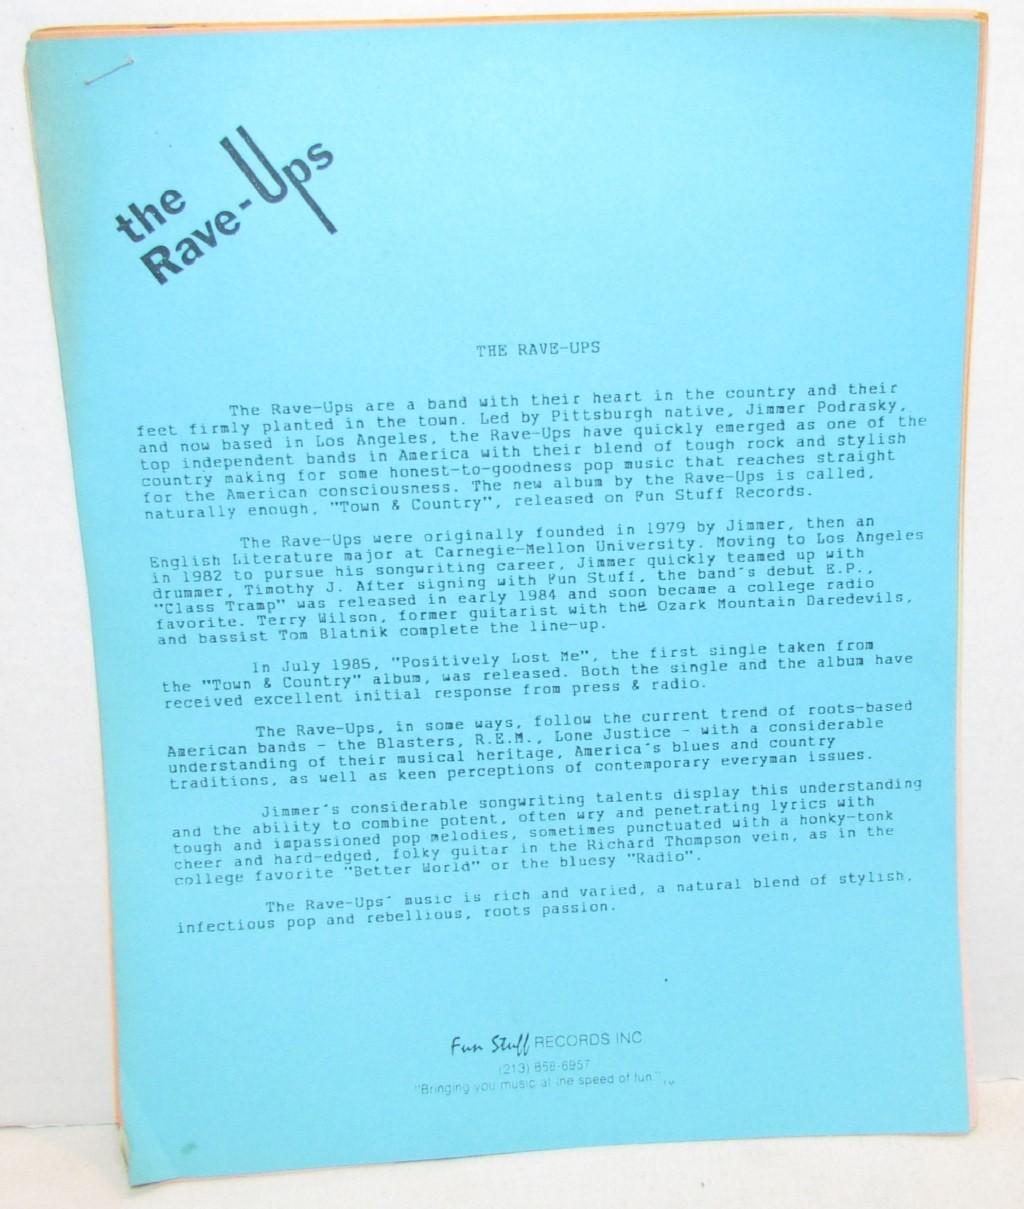 the
Rave-Ups
THE RAVE-UPS
The Rave-Ups are a band with their heart in the country and their
feet firmly planted in the town. Led by Pittsburgh native, Jimmer Podrasky,
and now based in Los Angeles, the Rave-Ups have quickly emerged as one of the
top independent bands in America with their blend of tough rock and stylish
country making for some honest-to-goodness pop music that reaches straight
for the American consciousness. The new album by the Rave-Ups is called,
naturally enough, "Town & Country", released on Fun Stuff Records.
The Rave-Ups were originally founded in 1979 by Jimmer, then an
English Literature major at Carnegie-Mellon University. Moving to Los Angeles
in 1982 to pursue his songwriting career, Jimmer quickly teamed up with
drummer, Timothy J. After signing with Fun Stuff, the band's debut E.P.,
"Class Tramp" was released in early 1984 and soon became a college radio
favorite. Terry Wilson, former guitarist with the Ozark Mountain Daredevils,
and bassist Tom Blatnik complete the line-up.
In July 1985, "Positively Lost Me", the first single taken from
the "Town & Country" album, was released. Both the single and the album have
received excellent initial response from press & radio.
The Rave-Ups, in some ways, follow the current trend of roots-based
American bands - the Blasters, R.E.M., Lone Justice - with a considerable
understanding of their musical heritage, America's blues and country
traditions, as well as keen perceptions of contemporary everyman issues.
Jimmer's considerable songwriting talents display this understanding
and the ability to combine potent, often wry and penetrating lyrics with
tough and impassioned pop melodies, sometimes punctuated with a honky-tonk
cheer and hard-edged, folky guitar in the Richard Thompson vein, as in the
college favorite "Better World" or the bluesy "Radio".
The Rave-Ups' music is rich and varied, a natural blend of stylish,
infectious pop and rebellious, roots passion.
Fun Stuff RECORDS INC
(213) 858-6957
"Bringing you music at the speed of fun."